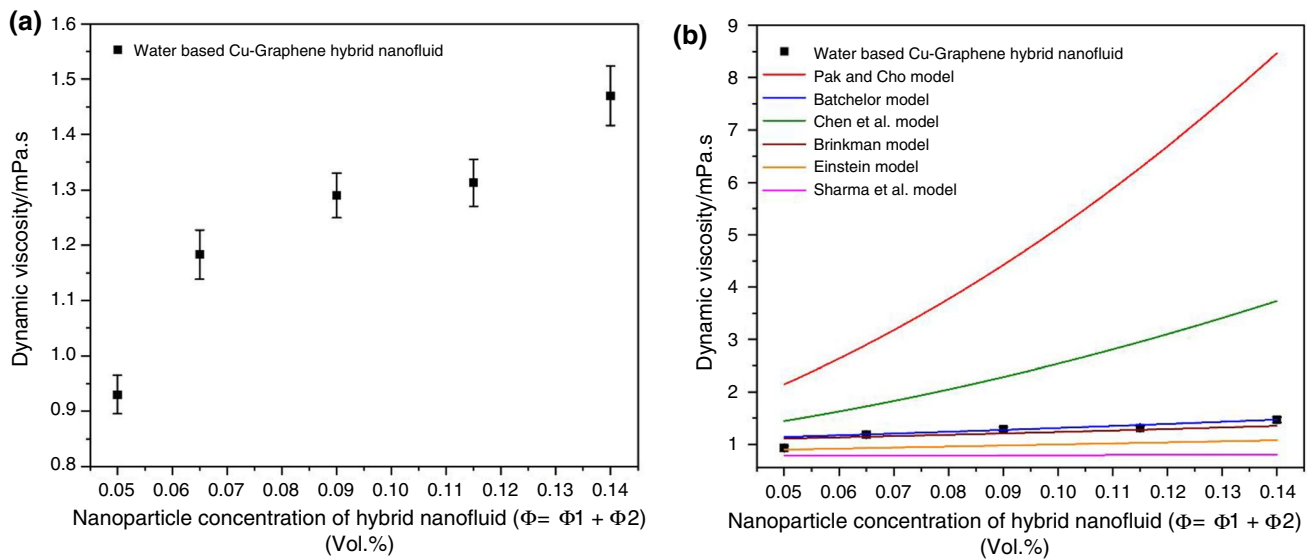 (a)
1.6
1.5
1.4
1.3
1.2
1.1
1.0
0.9
0.8
Dynamic viscosity/mPa.s
Water based Cu-Graphene hybrid nanofluid
0.05 0.06 0.07 0.08 0.09 0.10 0.11 0.12 0.13 0.14
Nanoparticle concentration of hybrid nanofluid (Φ= Φ1 + Φ2)
(Vol.%)
(b)
9
8
7
6
5
4
3
2
1
Dynamic viscosity/mPa.s
Water based Cu-Graphene hybrid nanofluid
Pak and Cho model
Batchelor model
Chen et al. model
Brinkman model
Einstein model
Sharma et al. model
0.05 0.06 0.07 0.08 0.09 0.10 0.11 0.12 0.13 0.14
Nanoparticle concentration of hybrid nanofluid (Φ= Φ1 + Φ2)
(Vol.%)